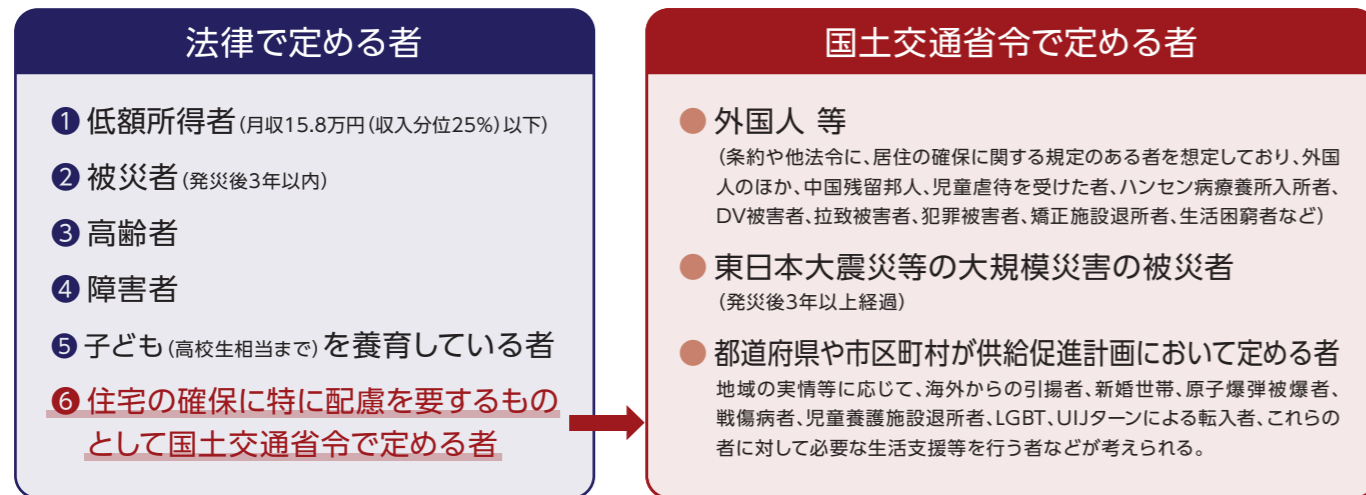 法律で定める者
❶ 低額所得者(月収15.8万円(収入分位25%)以下)
❷ 被災者(発災後3年以内)
❸ 高齢者
❹ 障害者
❺ 子ども(高校生相当まで)を養育している者
❻ 住宅の確保に特に配慮を要するもの
として国土交通省令で定める者
国土交通省令で定める者
● 外国人 等
(条約や他法令に、居住の確保に関する規定のある者を想定しており、外国
人のほか、中国残留邦人、児童虐待を受けた者、ハンセン病療養所入所者、
DV被害者、拉致被害者、犯罪被害者、矯正施設退所者、生活困窮者など)
● 東日本大震災等の大規模災害の被災者
(発災後3年以上経過)
● 都道府県や市区町村が供給促進計画において定める者
地域の実情等に応じて、海外からの引揚者、新婚世帯、原子爆弾被爆者、
戦傷病者、児童養護施設退所者、LGBT、UIJターンによる転入者、これらの
者に対して必要な生活支援等を行う者などが考えられる。